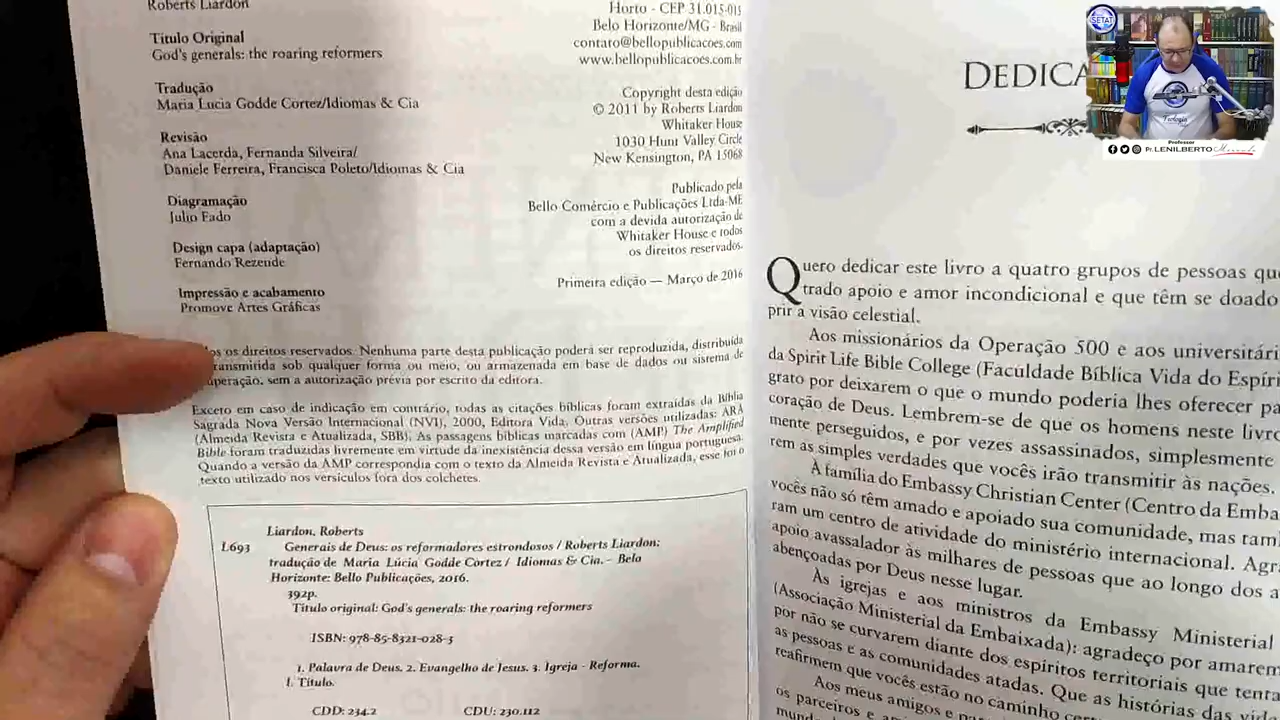 Roberts Liardon
Título Original
God's generals: the roaring reformers
Tradução
Maria Lucia Godde Cortez/Idiomas & Cia
Revisão
Ana Lacerda, Fernanda Silveira/
Daniele Ferreira, Francisca Poleto/Idiomas & Cia
Diagramação
Julio Fado
Design capa (adaptação)
Fernando Rezende
Impressão e acabamento
Promove Artes Gráficas
Horto - CEP 31.015-015
Belo Horizonte/MG - Brasil
contato@bellopublicacoes.com
www.bellopublicacoes.com.br
Copyright desta edição
© 2011 by Roberts Liardon
Whitaker House
1030 Hunt Valley Circle
New Kensington, PA 15068
Publicado pela
Bello Comércio e Publicações Ltda-ME
com a devida autorização de
Whitaker House e todos
os direitos reservados.
Primeira edição — Março de 2016
os direitos reservados. Nenhuma parte desta publicação poderá ser reproduzida, distribuída
transmitida sob qualquer forma ou meio, ou armazenada em base de dados ou sistema de
uperação, sem a autorização prévia por escrito da editora.
Exceto em caso de indicação em contrário, todas as citações bíblicas foram extraídas da Bíblia
Sagrada Nova Versão Internacional (NVI), 2000, Editora Vida. Outras versões utilizadas: ARA
(Almeida Revista e Atualizada, SBB). As passagens bíblicas marcadas com (AMP) The Amplified
Bible foram traduzidas livremente em virtude da inexistência dessa versão em língua portuguesa.
Quando a versão da AMP correspondia com o texto da Almeida Revista e Atualizada, esse foi o
texto utilizado nos versículos fora dos colchetes.
Liardon, Roberts
L693 Generais de Deus: os reformadores estrondosos / Roberts Liardon;
tradução de Maria Lúcia Godde Cortez / Idiomas & Cia. - Belo
Horizonte: Bello Publicações, 2016.
392p.
Título original: God's generals: the roaring reformers
ISBN: 978-85-8321-028-3
1. Palavra de Deus. 2. Evangelho de Jesus. 3. Igreja - Reforma.
I. Título.
CDD: 234.2 CDU: 230.112
DEDICA
Quero dedicar este livro a quatro grupos de pessoas que
trado apoio e amor incondicional e que têm se doado
prir a visão celestial.
Aos missionários da Operação 500 e aos universitári
da Spirit Life Bible College (Faculdade Bíblica Vida do Espíri
grato por deixarem o que o mundo poderia lhes oferecer pa
coração de Deus. Lembrem-se de que os homens neste livro
mente perseguidos, e por vezes assassinados, simplesmente
rem as simples verdades que vocês irão transmitir às nações.
À família do Embassy Christian Center (Centro da Emba
vocês não só têm amado e apoiado sua comunidade, mas tam
ram um centro de atividade do ministério internacional. Agra
apoio avassalador às milhares de pessoas que ao longo dos a
abençoadas por Deus nesse lugar.
Às igrejas e aos ministros da Embassy Ministerial
(Associação Ministerial da Embaixada): agradeço por amarem
por não se curvarem diante dos espíritos territoriais que tenta
as pessoas e as comunidades atadas. Que as histórias das vid
reafirmem que vocês estão no caminho cert
Aos meus amigos e pa
os parceiros e a
mund
SETAT
Teologia
Professor
Pr. LENILBERTO Miranda